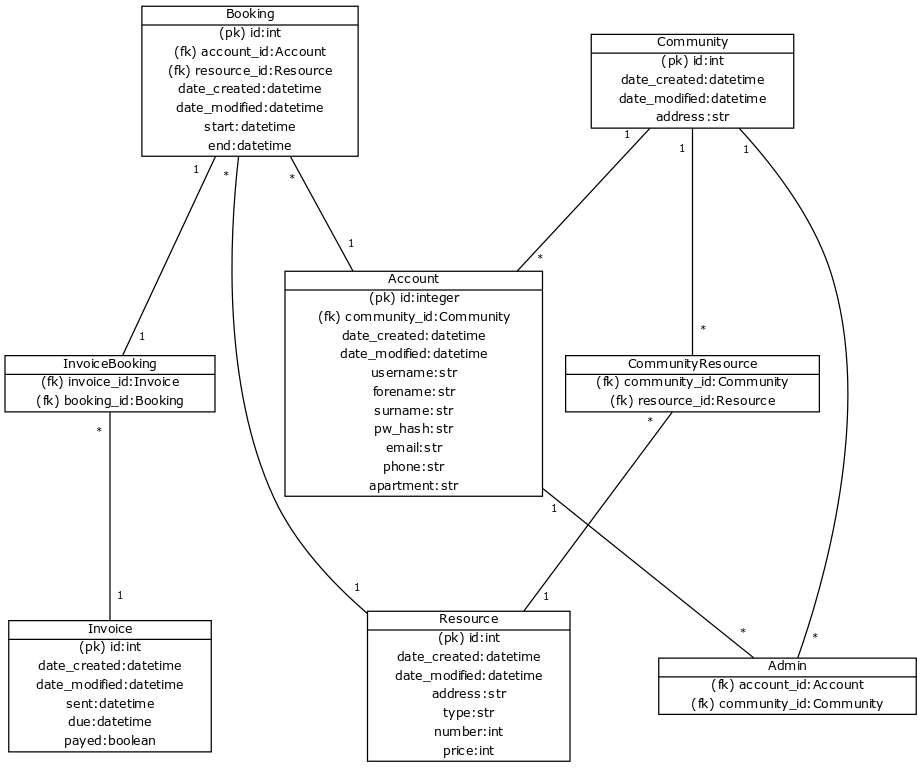 Booking
(pk) id:int
(fk) account_id:Account
(fk) resource_id:Resource
date_created:datetime
date_modified:datetime
start:datetime
end:datetime
Community
(pk) id:int
date_created:datetime
date_modified:datetime
address:str
1
*
*
1
1
1
1
*
1
*
Account
(pk) id:integer
(fk) community_id:Community
date_created:datetime
date_modified:datetime
username:str
forename:str
surname:str
pw_hash:str
email:str
phone:str
apartment:str
InvoiceBooking
(fk) invoice_id:Invoice
(fk) booking_id:Booking
CommunityResource
(fk) community_id:Community
(fk) resource_id:Resource
*
*
1
1
1
1
*
*
Invoice
(pk) id:int
date_created:datetime
date_modified:datetime
sent:datetime
due:datetime
payed:boolean
Resource
(pk) id:int
date_created:datetime
date_modified:datetime
address:str
type:str
number:int
price:int
Admin
(fk) account_id:Account
(fk) community_id:Community